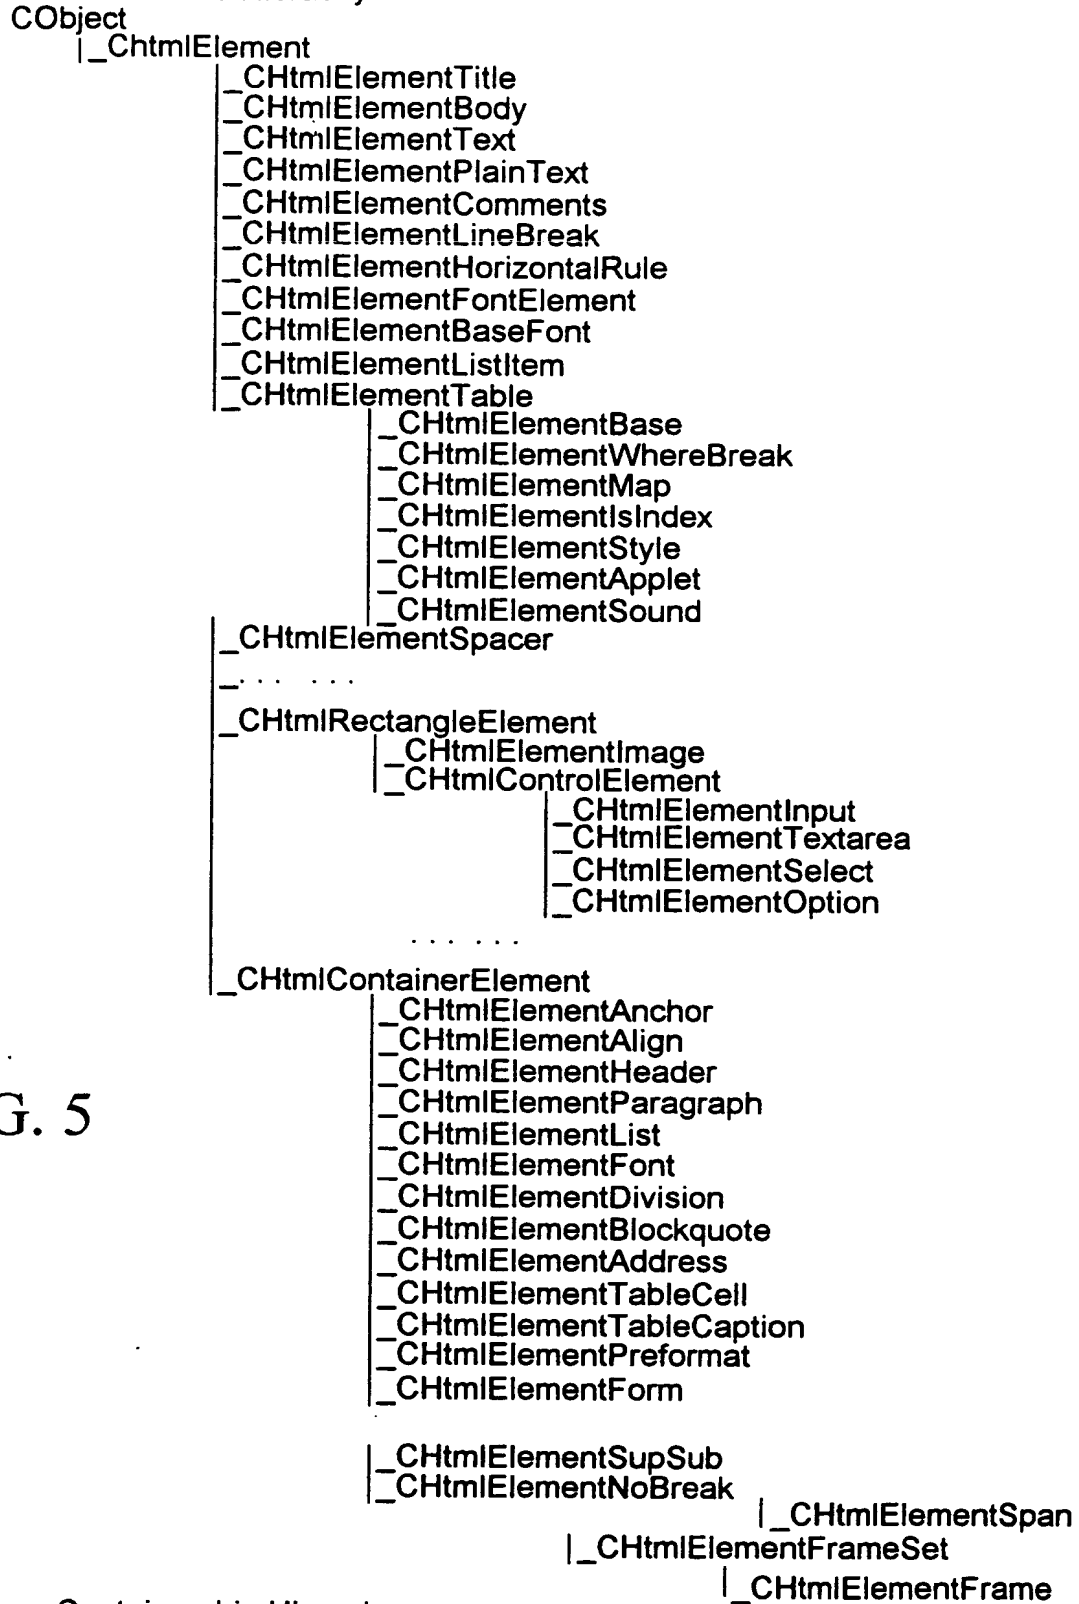 CObject
|_ChtmlElement
|_CHtmlElementTitle
_CHtmlElementBody
_CHtmlElementText
_CHtmlElementPlainText
_CHtmlElementComments
_CHtmlElementLineBreak
_CHtmlElementHorizontalRule
_CHtmlElementFontElement
_CHtmlElementBaseFont
_CHtmlElementListItem
_CHtmlElementTable
|_CHtmlElementBase
_CHtmlElementWhereBreak
_CHtmlElementMap
_CHtmlElementIsIndex
_CHtmlElementStyle
_CHtmlElementApplet
_CHtmlElementSound
|_CHtmlElementSpacer
_... ...
_CHtmlRectangleElement
|_CHtmlElementImage
|_CHtmlControlElement
|_CHtmlElementInput
_CHtmlElementTextarea
_CHtmlElementSelect
|_CHtmlElementOption
... ...
|_CHtmlContainerElement
|_CHtmlElementAnchor
_CHtmlElementAlign
_CHtmlElementHeader
_CHtmlElementParagraph
G. 5
_CHtmlElementList
_CHtmlElementFont
_CHtmlElementDivision
_CHtmlElementBlockquote
_CHtmlElementAddress
_CHtmlElementTableCell
_CHtmlElementTableCaption
_CHtmlElementPreformat
|_CHtmlElementForm
|_CHtmlElementSupSub
|_CHtmlElementNoBreak
|_CHtmlElementSpan
|_CHtmlElementFrameSet
|_CHtmlElementFrame